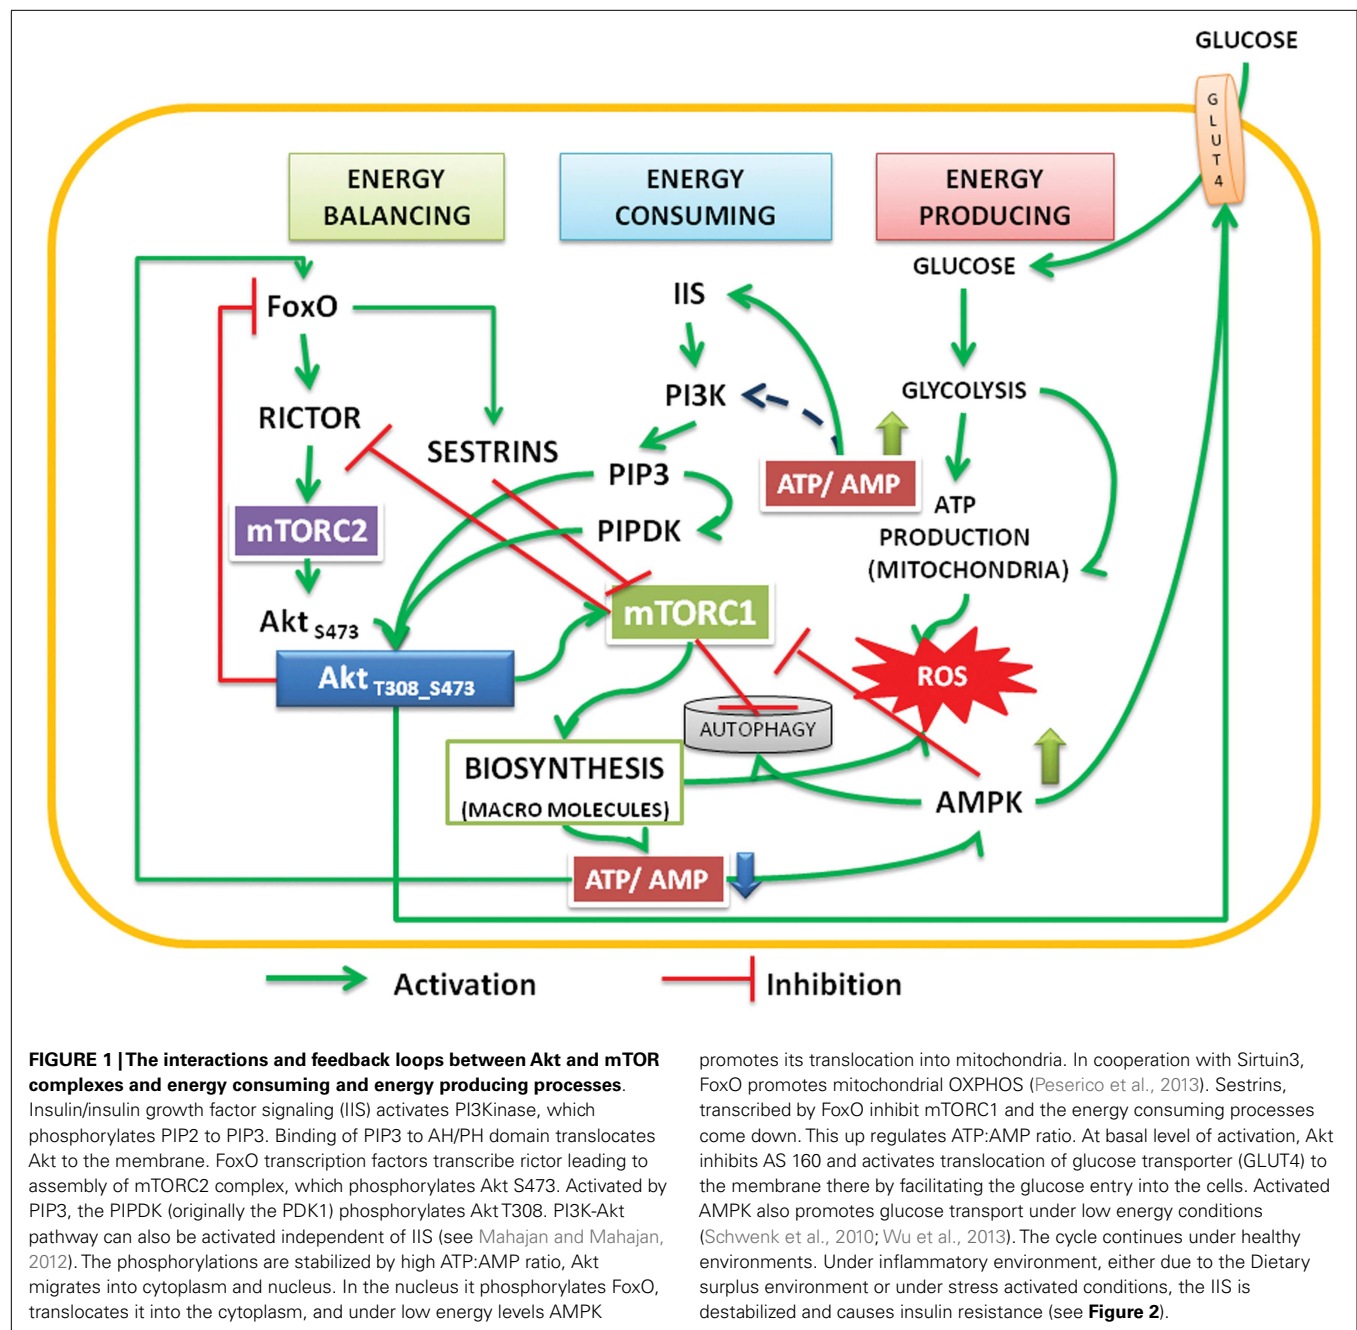 GLUCOSE
GLUT4
ENERGY
BALANCING
ENERGY
CONSUMING
ENERGY
PRODUCING
GLUCOSE
FoxO
IIS
RICTOR
SESTRINS
PI3K
GLYCOLYSIS
PIP3
ATP/ AMP
mTORC2
PIPDK
ATP
PRODUCTION
(MITOCHONDRIA)
Akt S473
mTORC1
Akt T308_S473
ROS
AUTOPHAGY
BIOSYNTHESIS
(MACRO MOLECULES)
AMPK
ATP/ AMP
Activation
Inhibition
FIGURE 1 | The interactions and feedback loops between Akt and mTOR
complexes and energy consuming and energy producing processes.
Insulin/insulin growth factor signaling (IIS) activates PI3Kinase, which
phosphorylates PIP2 to PIP3. Binding of PIP3 to AH/PH domain translocates
Akt to the membrane. FoxO transcription factors transcribe rictor leading to
assembly of mTORC2 complex, which phosphorylates Akt S473. Activated by
PIP3, the PIPDK (originally the PDK1) phosphorylates Akt T308. PI3K-Akt
pathway can also be activated independent of IIS (see Mahajan and Mahajan,
2012). The phosphorylations are stabilized by high ATP:AMP ratio, Akt
migrates into cytoplasm and nucleus. In the nucleus it phosphorylates FoxO,
translocates it into the cytoplasm, and under low energy levels AMPK
promotes its translocation into mitochondria. In cooperation with Sirtuin3,
FoxO promotes mitochondrial OXPHOS (Peserico et al., 2013). Sestrins,
transcribed by FoxO inhibit mTORC1 and the energy consuming processes
come down. This up regulates ATP:AMP ratio. At basal level of activation, Akt
inhibits AS 160 and activates translocation of glucose transporter (GLUT4) to
the membrane there by facilitating the glucose entry into the cells. Activated
AMPK also promotes glucose transport under low energy conditions
(Schwenk et al., 2010; Wu et al., 2013). The cycle continues under healthy
environments. Under inflammatory environment, either due to the Dietary
surplus environment or under stress activated conditions, the IIS is
destabilized and causes insulin resistance (see Figure 2).